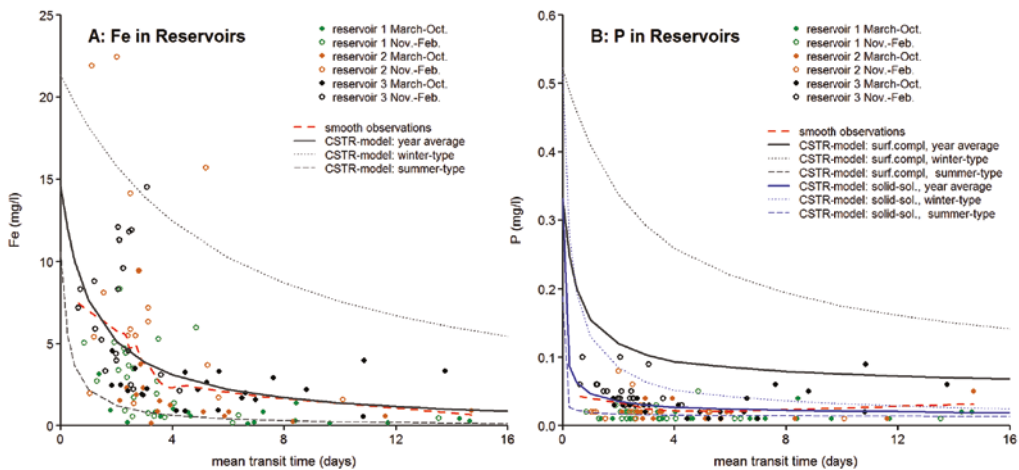 A: Fe in Reservoirs
reservoir 1 March-Oct.
reservoir 1 Nov.-Feb.
reservoir 2 March-Oct.
reservoir 2 Nov.-Feb.
reservoir 3 March-Oct.
reservoir 3 Nov.-Feb.
smooth observations
CSTR-model: year average
CSTR-model: winter-type
CSTR-model: summer-type
Fe (mg/l)
25
20
15
10
5
0
0 4 8 12 16
mean transit time (days)
B: P in Reservoirs
reservoir 1 March-Oct.
reservoir 1 Nov.-Feb.
reservoir 2 March-Oct.
reservoir 2 Nov.-Feb.
reservoir 3 March-Oct.
reservoir 3 Nov.-Feb.
smooth observations
CSTR-model: surf.compl, year average
CSTR-model: surf.compl, winter-type
CSTR-model: surf.compl, summer-type
CSTR-model: solid-sol., year average
CSTR-model: solid-sol., winter-type
CSTR-model: solid-sol., summer-type
P (mg/l)
0.6
0.5
0.4
0.3
0.2
0.1
0.0
0 4 8 12 16
mean transit time (days)